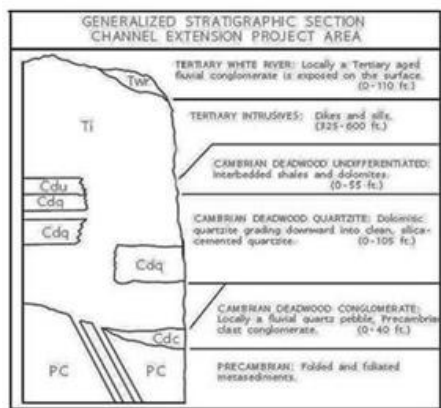 GENERALIZED STRATIGRAPHIC SECTION
CHANNEL EXTENSION PROJECT AREA
TERTIARY WHITE RIVER: Locally a Tertiary aged
fluvial conglomerate is exposed on the surface.
(0-110 ft.)
Twr
TERTIARY INTRUSIVES: Dikes and sills.
(325-600 ft.)
Ti
CAMBRIAN DEADWOOD UNDIFFERENTIATED:
Interbedded shales and dolomites.
(0-55 ft.)
Cdu
Cdq
CAMBRIAN DEADWOOD QUARTZITE: Dolomitic
quartzite grading downward into clean, silica-
cemented quartzite. (0-105 ft.)
Cdq
Cdq
CAMBRIAN DEADWOOD CONGLOMERATE:
Locally a fluvial quartz pebble, Precambrian
clast conglomerate. (0-40 ft.)
Cdc
PRECAMBRIAN: Folded and foliated
metasediments.
PC
PC